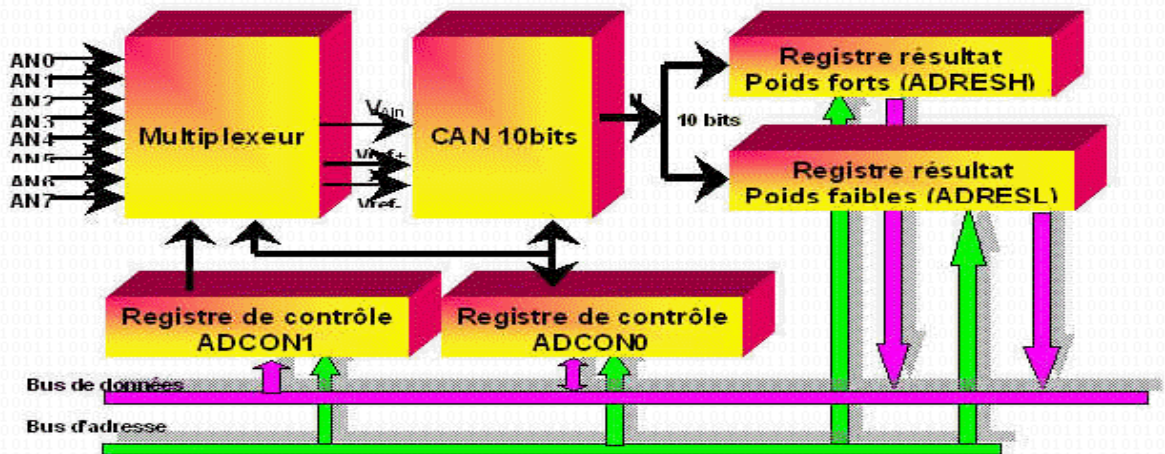 AN0
AN1
AN2
AN3
AN4
AN5
AN6
AN7
Multiplexeur
VAin
Vref+
Vref-
CAN 10bits
N
10 bits
Registre résultat
Poids forts (ADRESH)
Registre résultat
Poids faibles (ADRESL)
Registre de contrôle
ADCON1
Registre de contrôle
ADCON0
Bus de données
Bus d'adresse